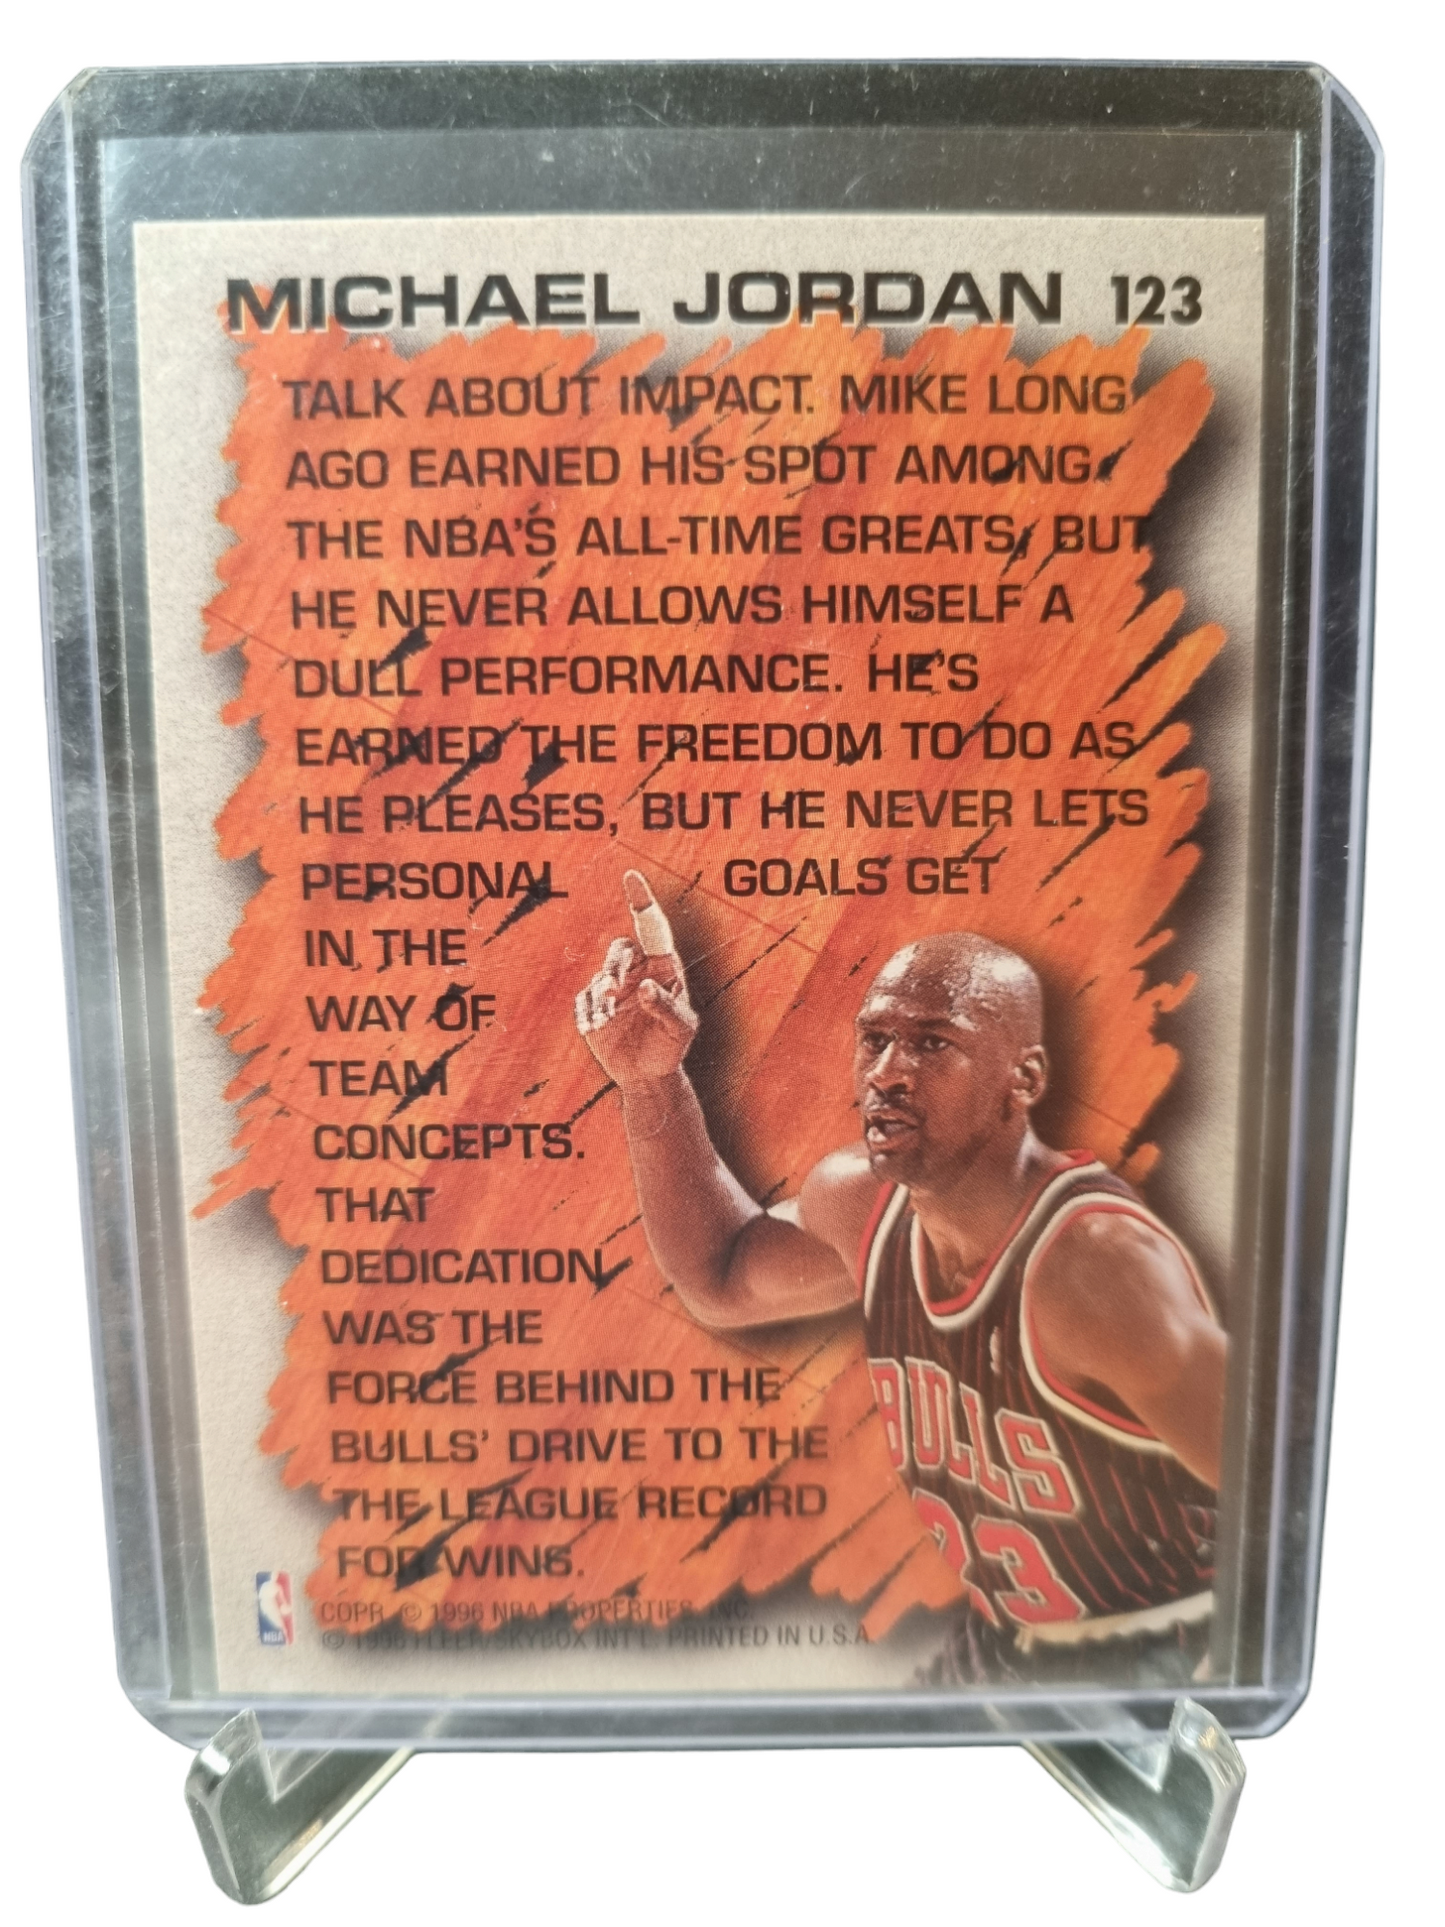 MICHAEL JORDAN 123
TALK ABOUT IMPACT. MIKE LONG
AGO EARNED HIS SPOT AMONG
THE NBA'S ALL-TIME GREATS, BUT
HE NEVER ALLOWS HIMSELF A
DULL PERFORMANCE. HE'S
EARNED THE FREEDOM TO DO AS
HE PLEASES, BUT HE NEVER LETS
PERSONAL GOALS GET
IN THE
WAY OF
TEAM
CONCEPTS.
THAT
DEDICATION
WAS THE
FORCE BEHIND THE
BULLS' DRIVE TO THE
THE LEAGUE RECORD
FOR WINS.
BULLS
23
NBA
COPR. © 1996 NBA PROPERTIES, INC.
© 1996 FLEER/SKYBOX INT'L. PRINTED IN U.S.A.